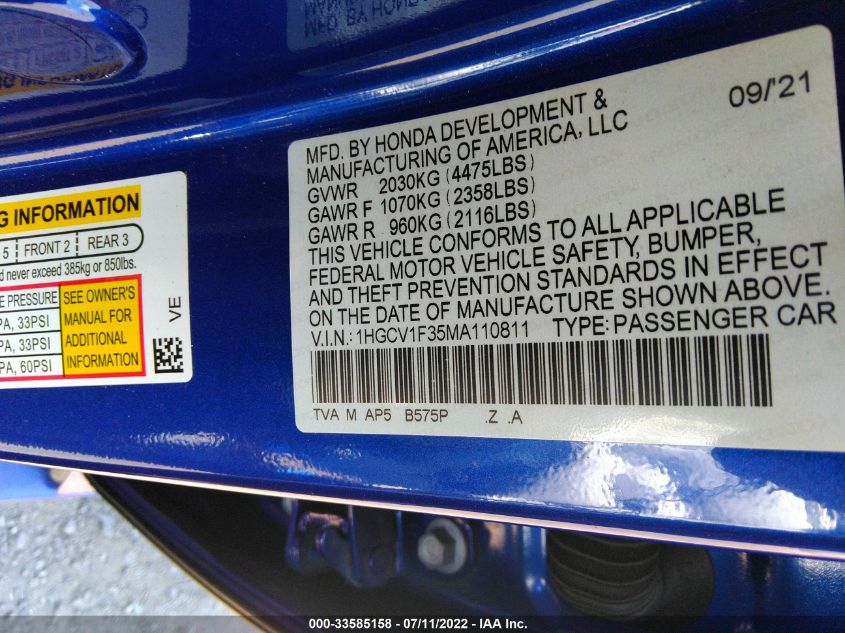 MFD. BY HONDA DEVELOPMENT &
MANUFACTURING OF AMERICA, LLC
09/'21
GVWR 2030KG (4475LBS)
GAWR F 1070KG (2358LBS)
GAWR R 960KG (2116LBS)
THIS VEHICLE CONFORMS TO ALL APPLICABLE
FEDERAL MOTOR VEHICLE SAFETY, BUMPER,
AND THEFT PREVENTION STANDARDS IN EFFECT
ON THE DATE OF MANUFACTURE SHOWN ABOVE.
V.I.N.: 1HGCV1F35MA110811 TYPE: PASSENGER CAR
TVA M AP5 B575P .Z .A
INFORMATION
5 FRONT 2 REAR 3
never exceed 385kg or 850lbs.
PRESSURE
33PSI
33PSI
60PSI
SEE OWNER'S
MANUAL FOR
ADDITIONAL
INFORMATION
VE
000-33585158 - 07/11/2022 - IAA Inc.